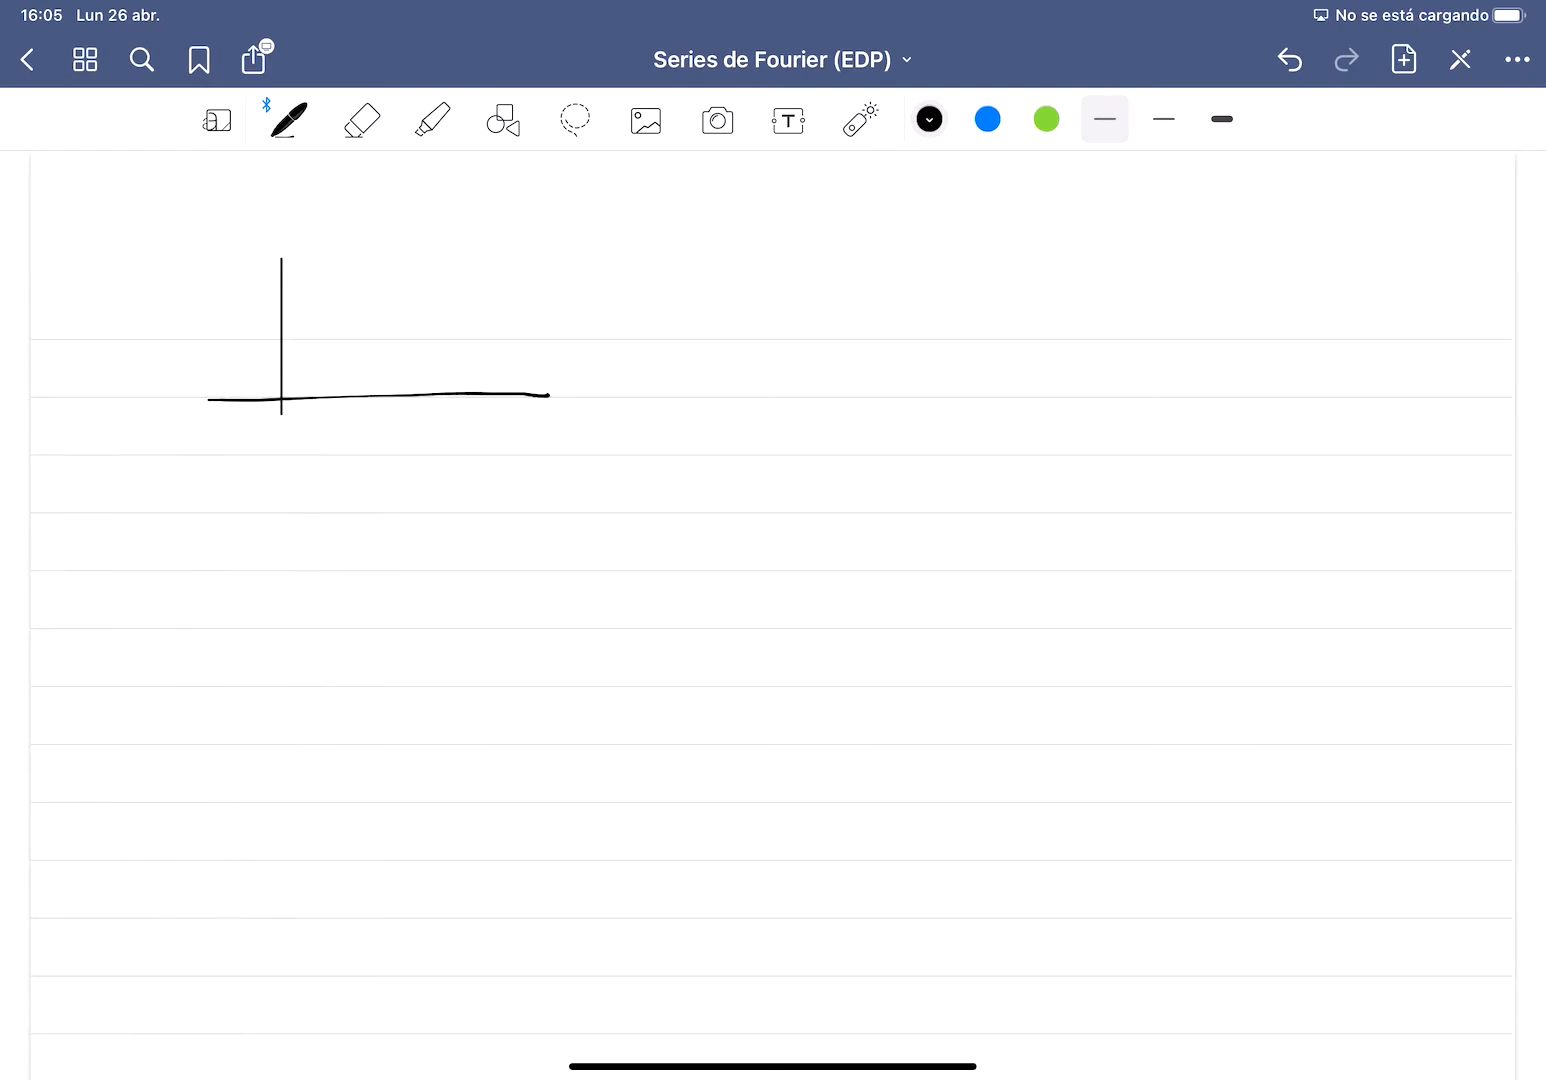 16:05 Lun 26 abr. No se está cargando
Series de Fourier (EDP)
a T